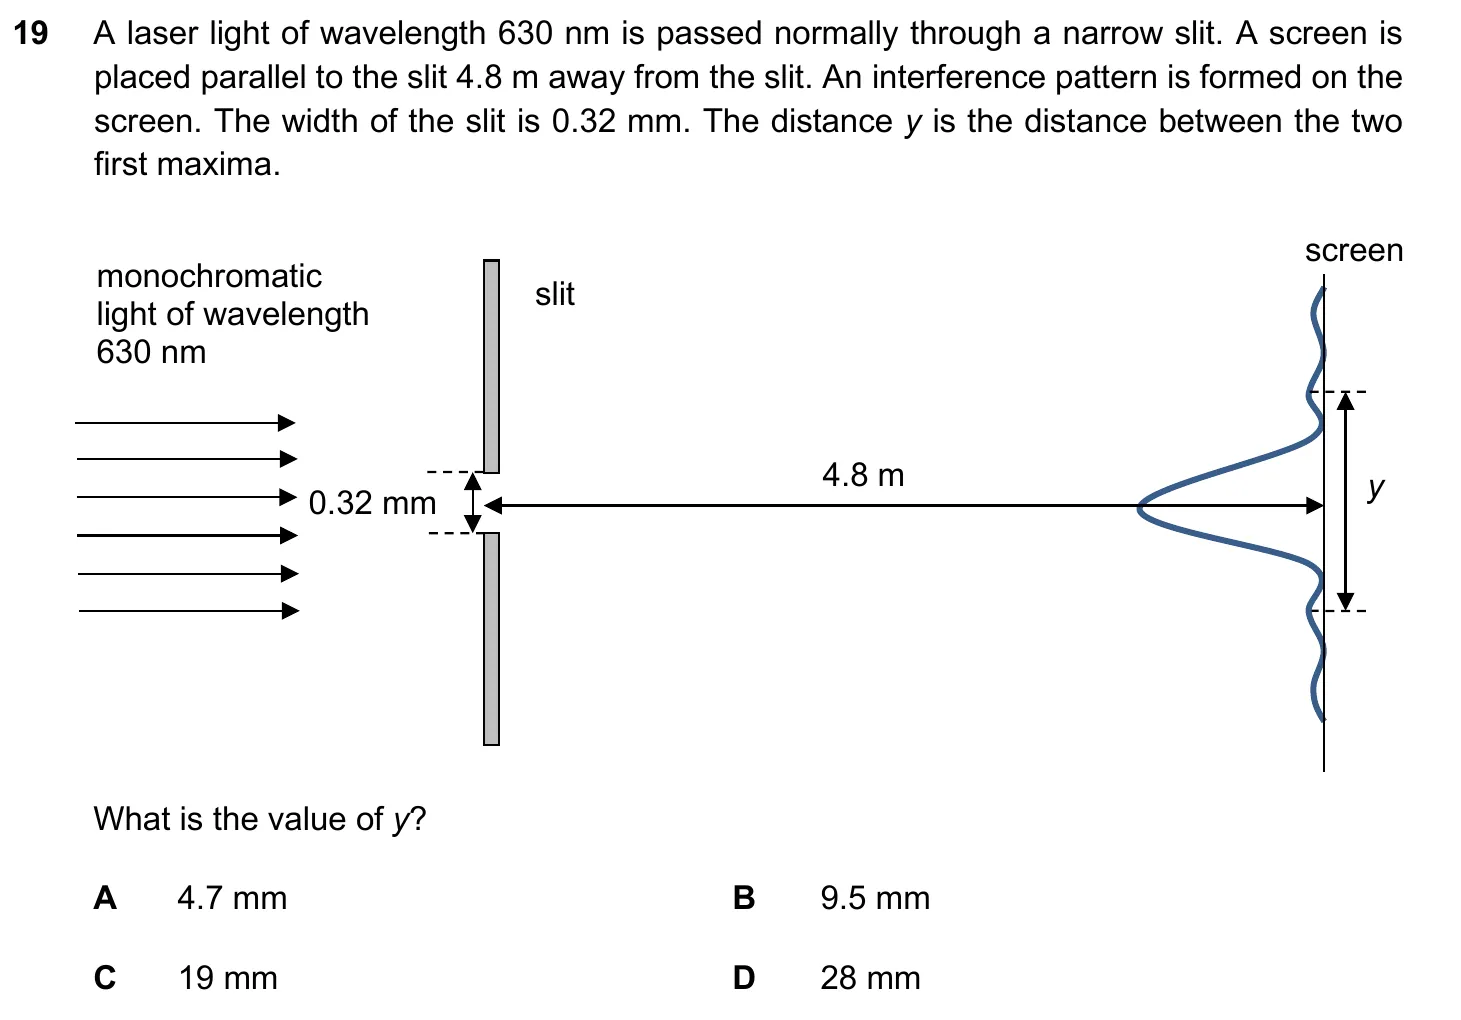 19 A laser light of wavelength 630 nm is passed normally through a narrow slit. A screen is
placed parallel to the slit 4.8 m away from the slit. An interference pattern is formed on the
screen. The width of the slit is 0.32 mm. The distance y is the distance between the two
first maxima.
screen
monochromatic
light of wavelength
630 nm
slit
4.8 m
0.32 mm
y
What is the value of y?
A 4.7 mm B 9.5 mm
C 19 mm D 28 mm